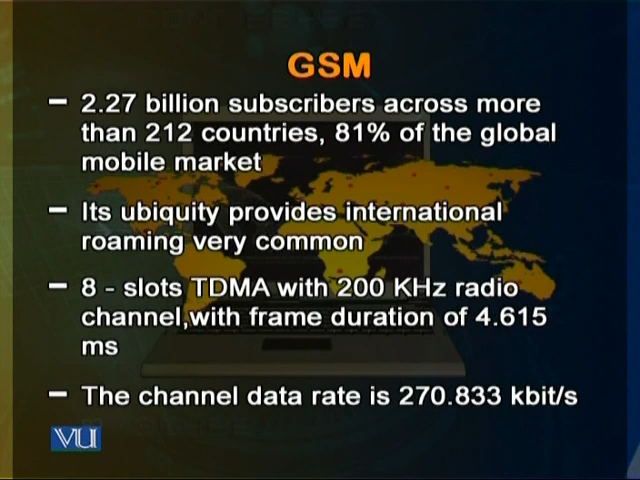 GSM
– 2.27 billion subscribers across more
than 212 countries, 81% of the global
mobile market
– Its ubiquity provides international
roaming very common
– 8 - slots TDMA with 200 KHz radio
channel,with frame duration of 4.615
ms
– The channel data rate is 270.833 kbit/s
VU